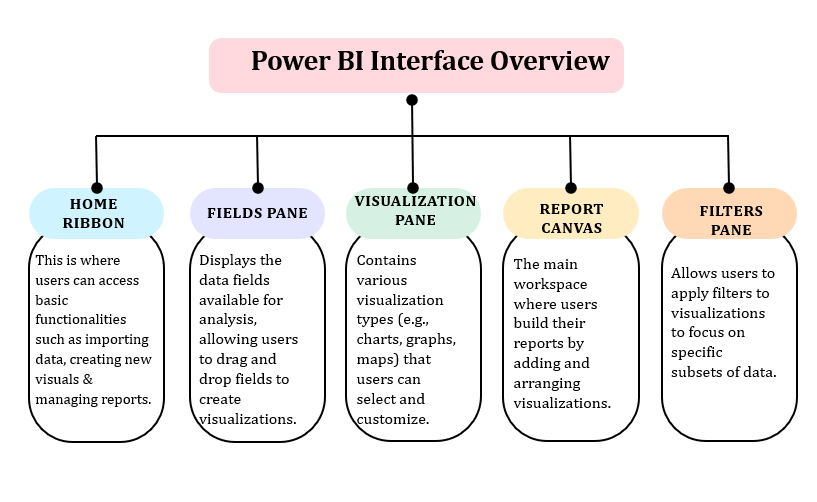 Power BI Interface Overview
HOME
RIBBON
This is where
users can access
basic
functionalities
such as importing
data, creating new
visuals &
managing reports.
FIELDS PANE
Displays the
data fields
available for
analysis,
allowing users
to drag and
drop fields to
create
visualizations.
VISUALIZATION
PANE
Contains
various
visualization
types (e.g.,
charts, graphs,
maps) that
users can
select and
customize.
REPORT
CANVAS
The main
workspace
where users
build their
reports by
adding and
arranging
visualizations.
FILTERS
PANE
Allows users to
apply filters to
visualizations
to focus on
specific
subsets of data.